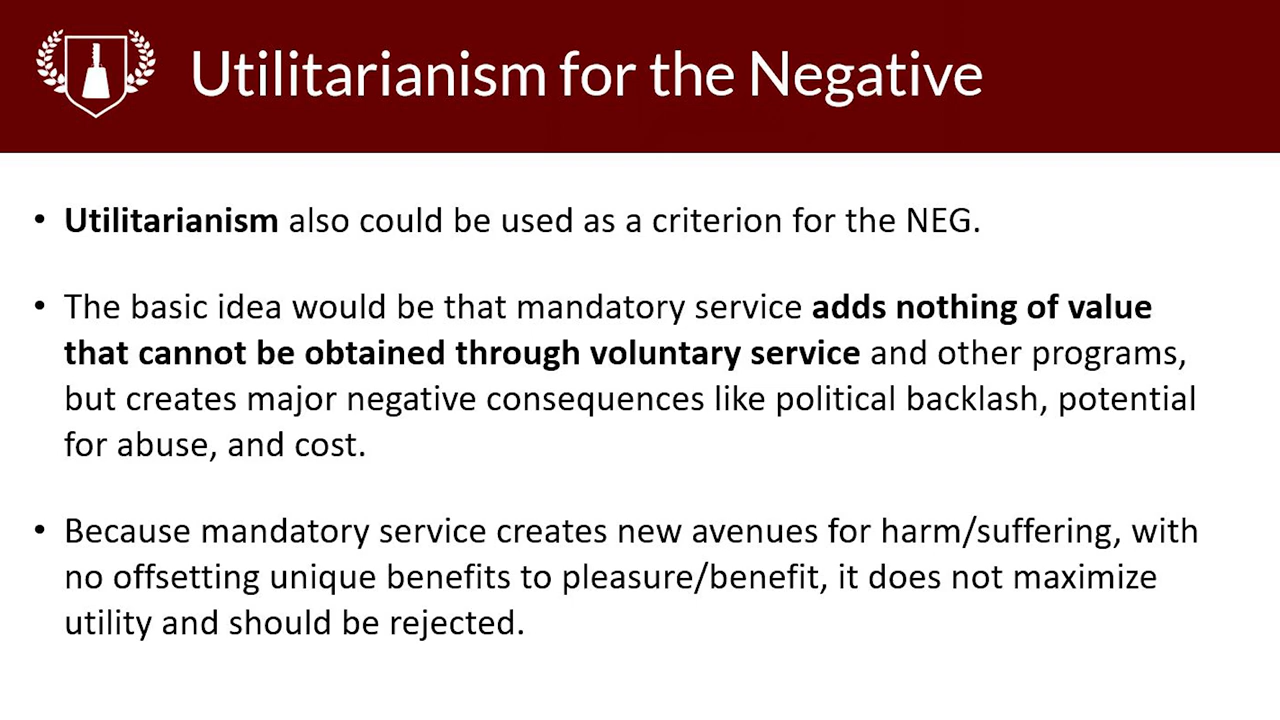 Utilitarianism for the Negative
• Utilitarianism also could be used as a criterion for the NEG.
• The basic idea would be that mandatory service adds nothing of value
that cannot be obtained through voluntary service and other programs,
but creates major negative consequences like political backlash, potential
for abuse, and cost.
• Because mandatory service creates new avenues for harm/suffering, with
no offsetting unique benefits to pleasure/benefit, it does not maximize
utility and should be rejected.